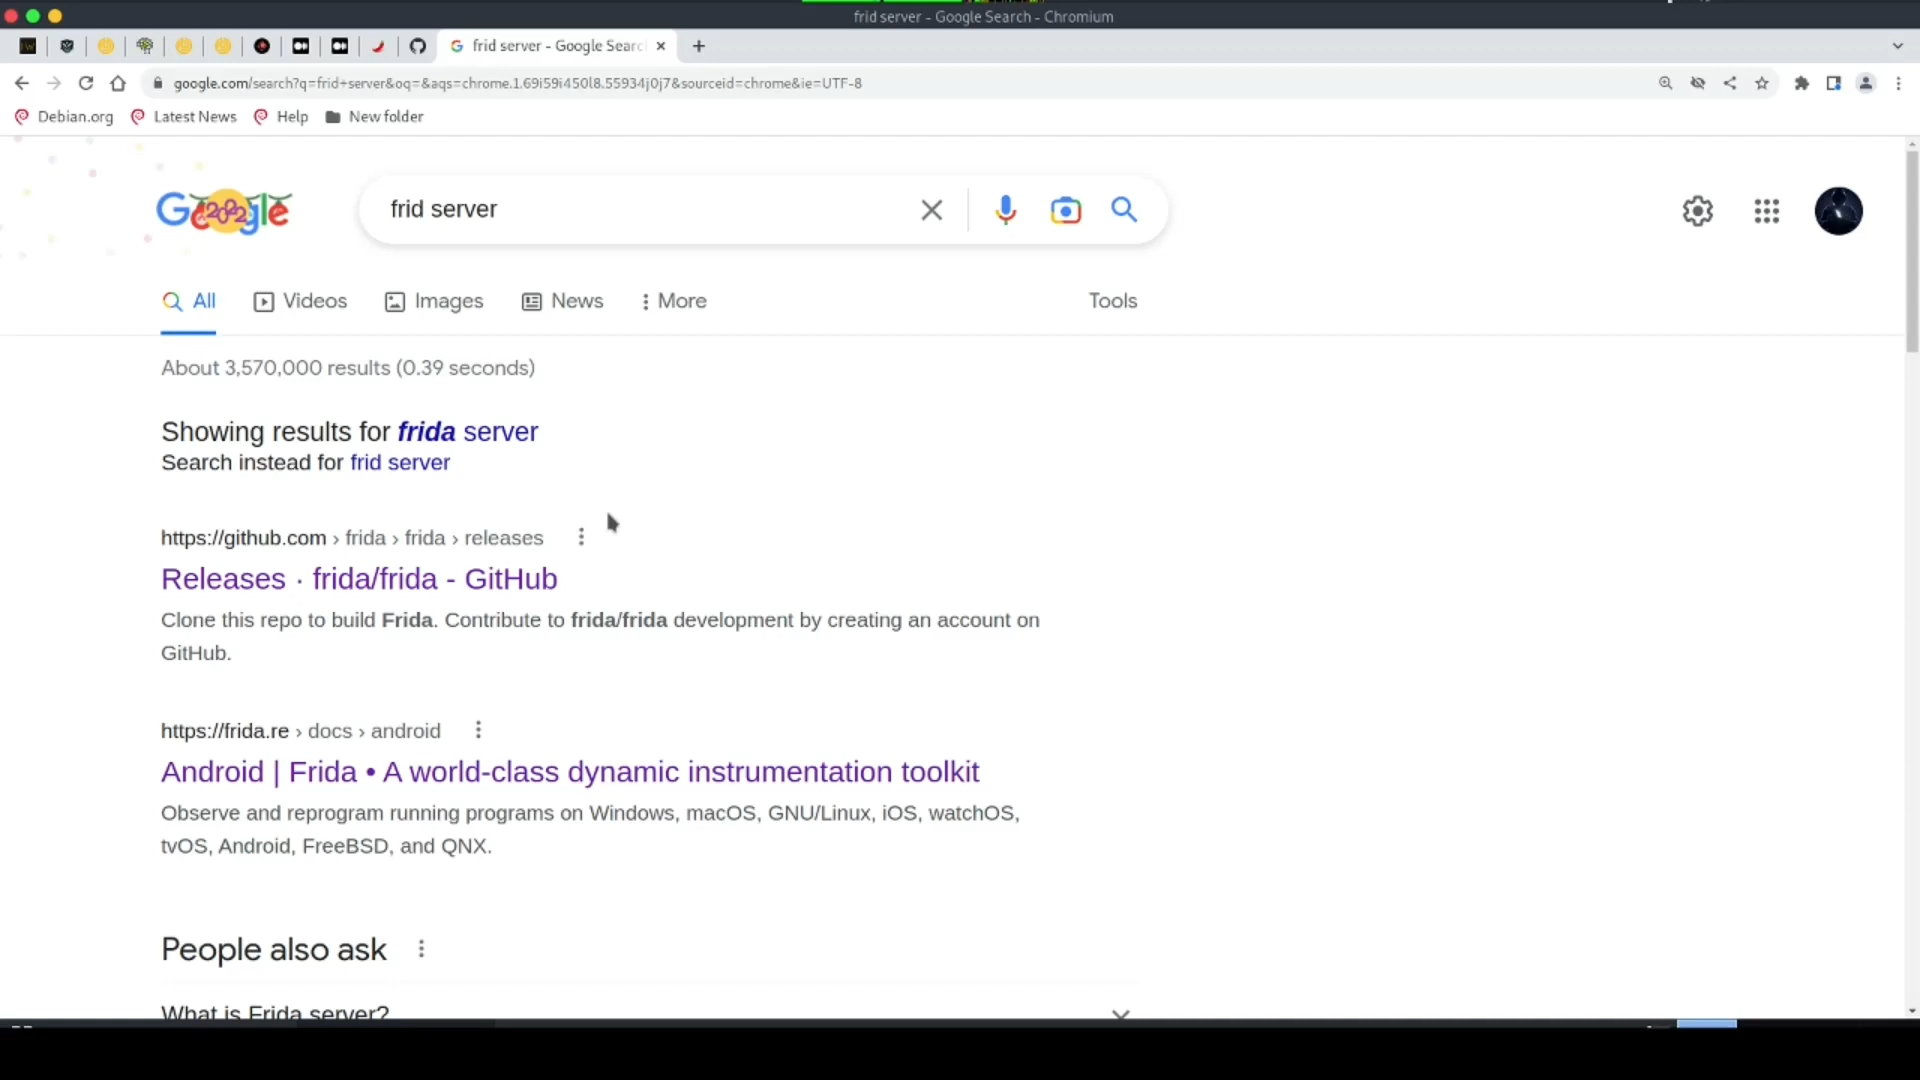 frid server - Google Search - Chromium
frid server - Google Searc
google.com/search?q=frid+server&oq=&aqs=chrome.1.69i59i450l8.55934j0j7&sourceid=chrome&ie=UTF-8
Debian.org Latest News Help New folder
Google 2022
frid server
All Videos Images News More Tools
About 3,570,000 results (0.39 seconds)
Showing results for frida server
Search instead for frid server
https://github.com › frida › frida › releases
Releases · frida/frida - GitHub
Clone this repo to build Frida. Contribute to frida/frida development by creating an account on
GitHub.
https://frida.re › docs › android
Android | Frida • A world-class dynamic instrumentation toolkit
Observe and reprogram running programs on Windows, macOS, GNU/Linux, iOS, watchOS,
tvOS, Android, FreeBSD, and QNX.
People also ask
What is Frida server?